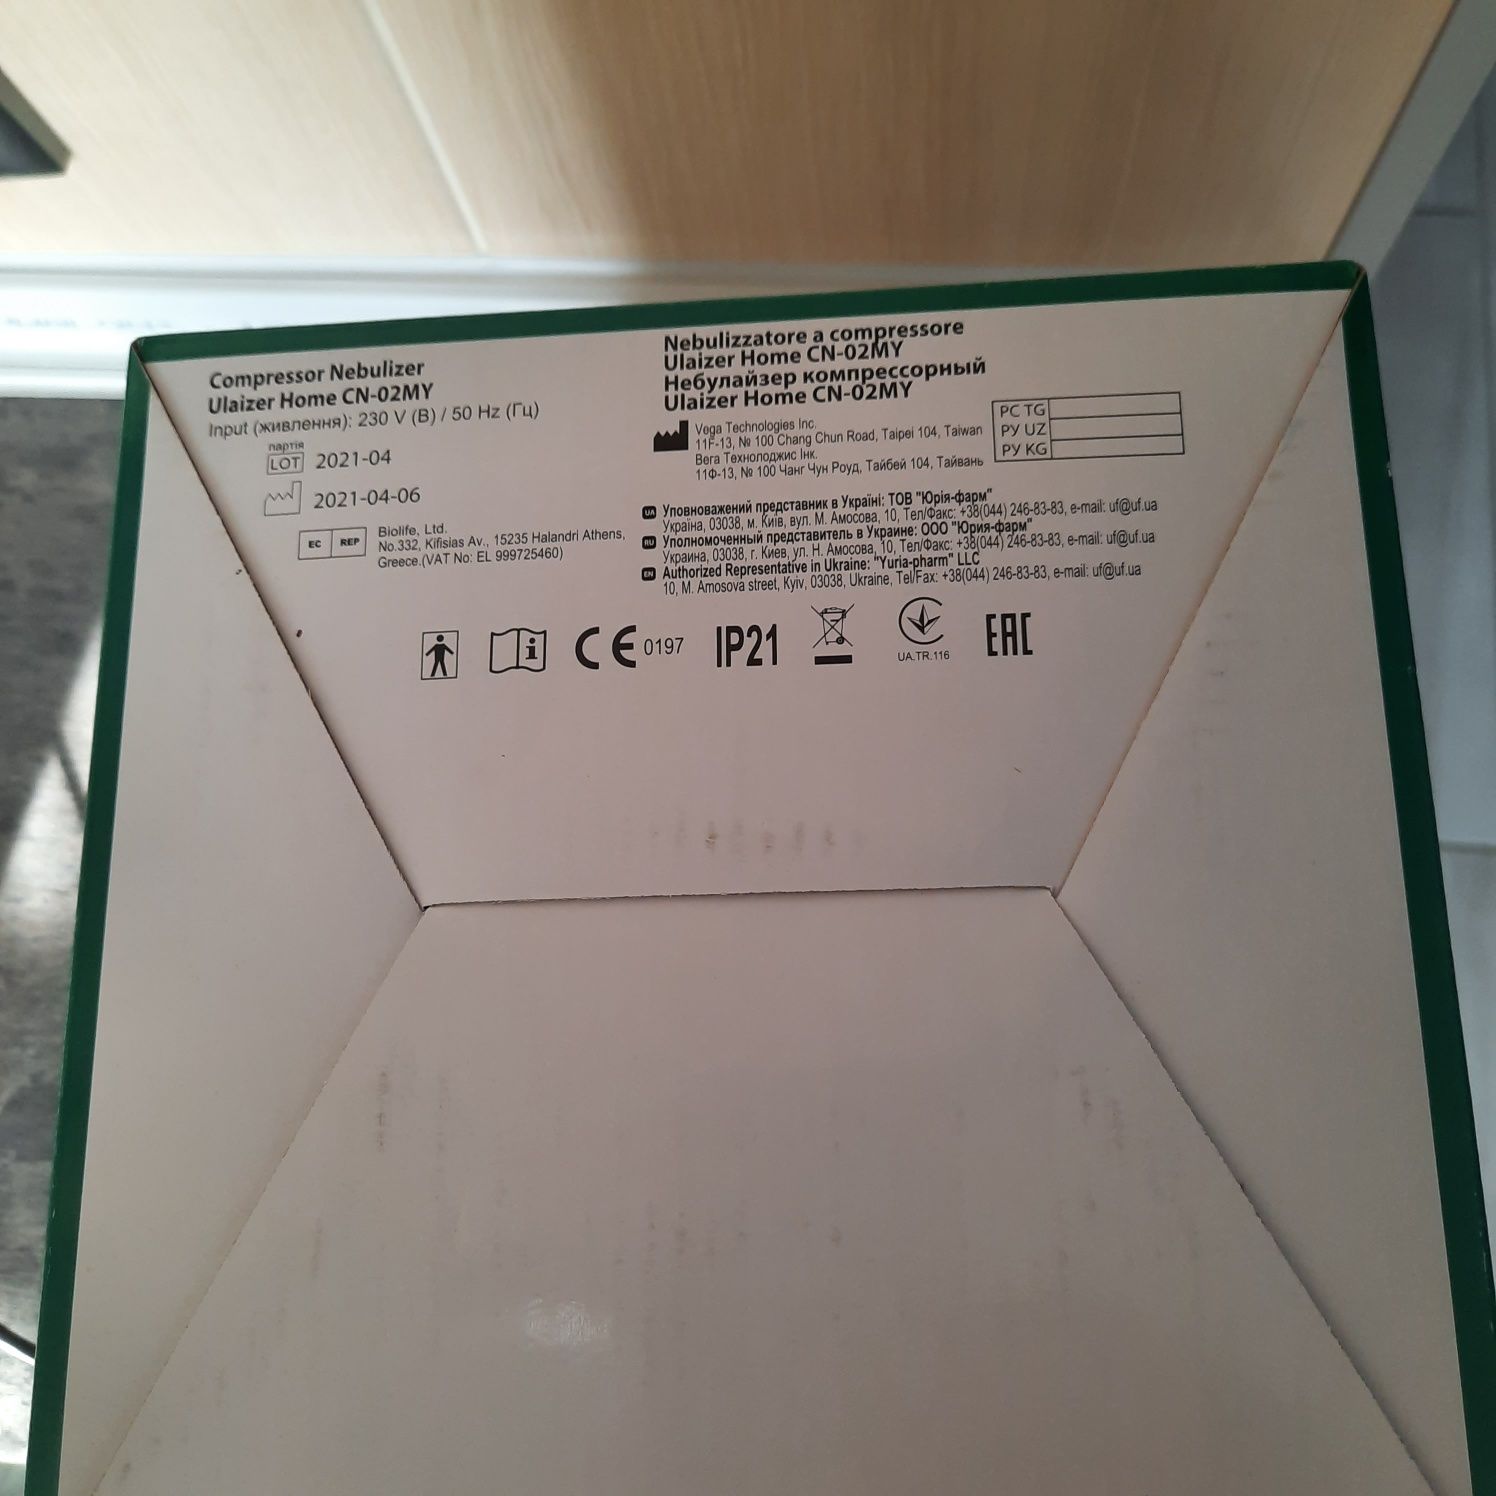 Compressor Nebulizer
Ulaizer Home CN-02MY
Input (живлення): 230 V (В) / 50 Hz (Гц)
партія
LOT 2021-04
2021-04-06
EC REP
Biolife, Ltd.
No.332, Kifisias Av., 15235 Halandri Athens,
Greece.(VAT No: EL 999725460)
Nebulizzatore a compressore
Ulaizer Home CN-02MY
Небулайзер компрессорный
Ulaizer Home CN-02MY
Vega Technologies Inc.
11F-13, № 100 Chang Chun Road, Taipei 104, Taiwan
Вега Технолоджис Інк.
11Ф-13, № 100 Чанг Чун Роуд, Тайбей 104, Тайвань
РС TG
РУ UZ
РУ KG
UA Уповноважений представник в Україні: ТОВ "Юрія-фарм"
Україна, 03038, м. Київ, вул. М. Амосова, 10, Тел/Факс: +38(044) 246-83-83, e-mail: uf@uf.ua
RU Уполномоченный представитель в Украине: ООО "Юрия-фарм"
Украина, 03038, г. Киев, ул. Н. Амосова, 10, Тел/Факс: +38(044) 246-83-83, e-mail: uf@uf.ua
EN Authorized Representative in Ukraine: "Yuria-pharm" LLC
10, M. Amosova street, Kyiv, 03038, Ukraine, Tel/Fax: +38(044) 246-83-83, e-mail: uf@uf.ua
CE 0197 IP21
UA.TR.116
EAC